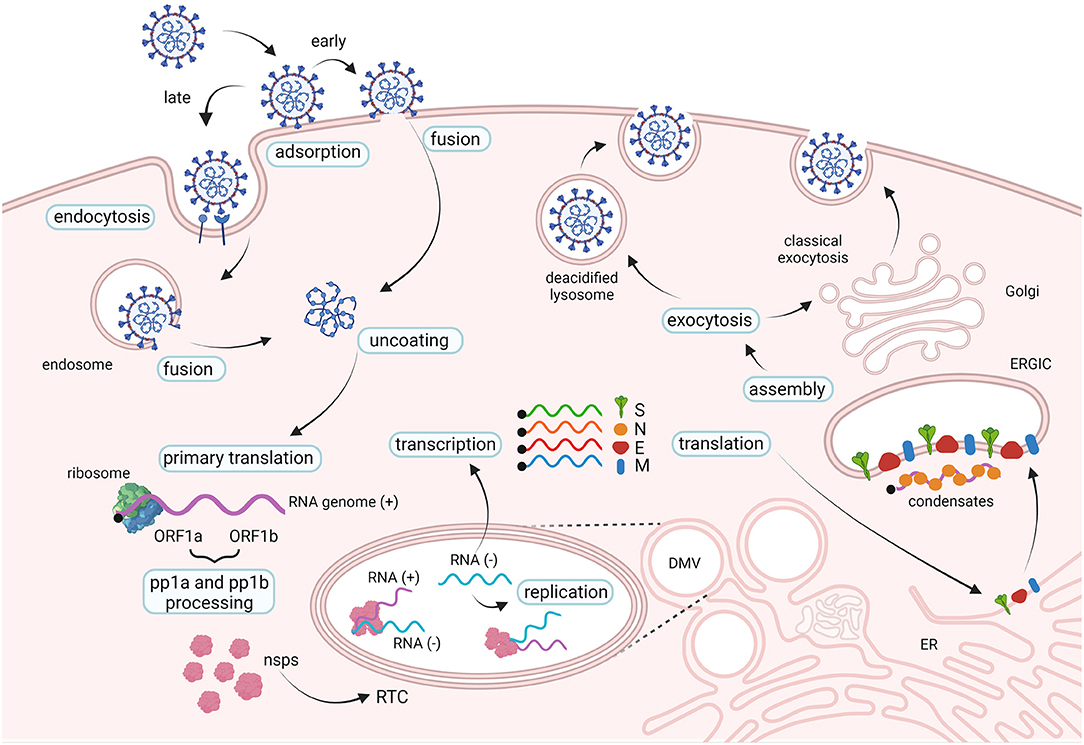 early
late
adsorption
fusion
endocytosis
deacidified
lysosome
classical
exocytosis
Golgi
exocytosis
uncoating
endosome
fusion
ERGIC
assembly
S
N
E
M
transcription
translation
primary translation
ribosome
RNA genome (+)
condensates
ORF1a
ORF1b
pp1a and pp1b
processing
RNA (-)
RNA (+)
replication
DMV
RNA (-)
ER
nsps
RTC